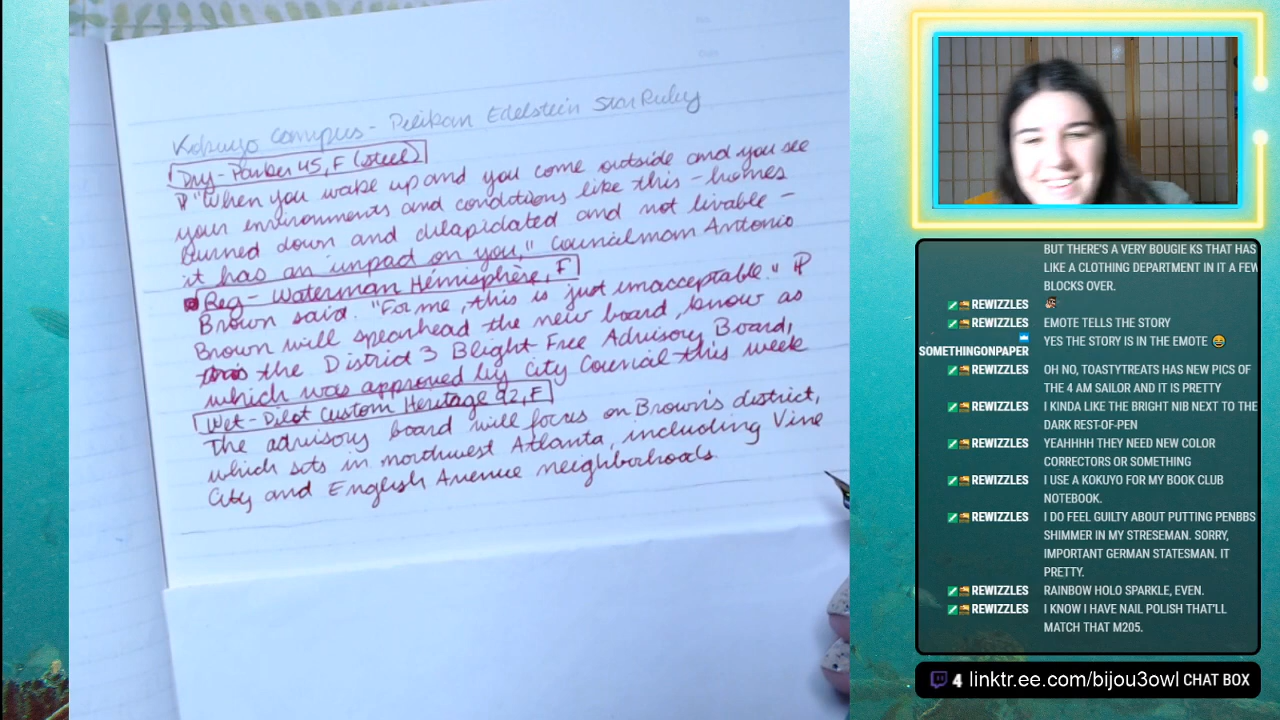 Kokuyo Campus - Pelikan Edelstein Star Ruby
Dry - Parker 45, F (steel)
¶ "When you wake up and you come outside and you see
your environments and conditions like this - homes
burned down and dilapidated and not livable -
it has an impact on you," Councilmom Antonio
Reg - Waterman Hémisphère, F
Brown said. "For me, this is just unacceptable." ¶
Brown will spearhead the new board, know as
the District 3 Blight Free Advisory Board,
which was approved by City Council this week
Wet - Pilot Custom Heritage 92, F
The advisory board will focus on Brown's district,
which sits in northwest Atlanta, including Vine
City and English Avenue neighborhoods.
BUT THERE'S A VERY BOUGIE KS THAT HAS
LIKE A CLOTHING DEPARTMENT IN IT A FEW
BLOCKS OVER.
REWIZZLES
REWIZZLES EMOTE TELLS THE STORY
SOMETHINGONPAPER YES THE STORY IS IN THE EMOTE 😂
REWIZZLES OH NO, TOASTYTREATS HAS NEW PICS OF
THE 4 AM SAILOR AND IT IS PRETTY
REWIZZLES I KINDA LIKE THE BRIGHT NIB NEXT TO THE
DARK REST-OF-PEN
REWIZZLES YEAHHHH THEY NEED NEW COLOR
CORRECTORS OR SOMETHING
REWIZZLES I USE A KOKUYO FOR MY BOOK CLUB
NOTEBOOK.
REWIZZLES I DO FEEL GUILTY ABOUT PUTTING PENBBS
SHIMMER IN MY STRESEMAN. SORRY,
IMPORTANT GERMAN STATESMAN. IT
PRETTY.
REWIZZLES RAINBOW HOLO SPARKLE, EVEN.
REWIZZLES I KNOW I HAVE NAIL POLISH THAT'LL
MATCH THAT M205.
4 linktr.ee.com/bijou3owl CHAT BOX